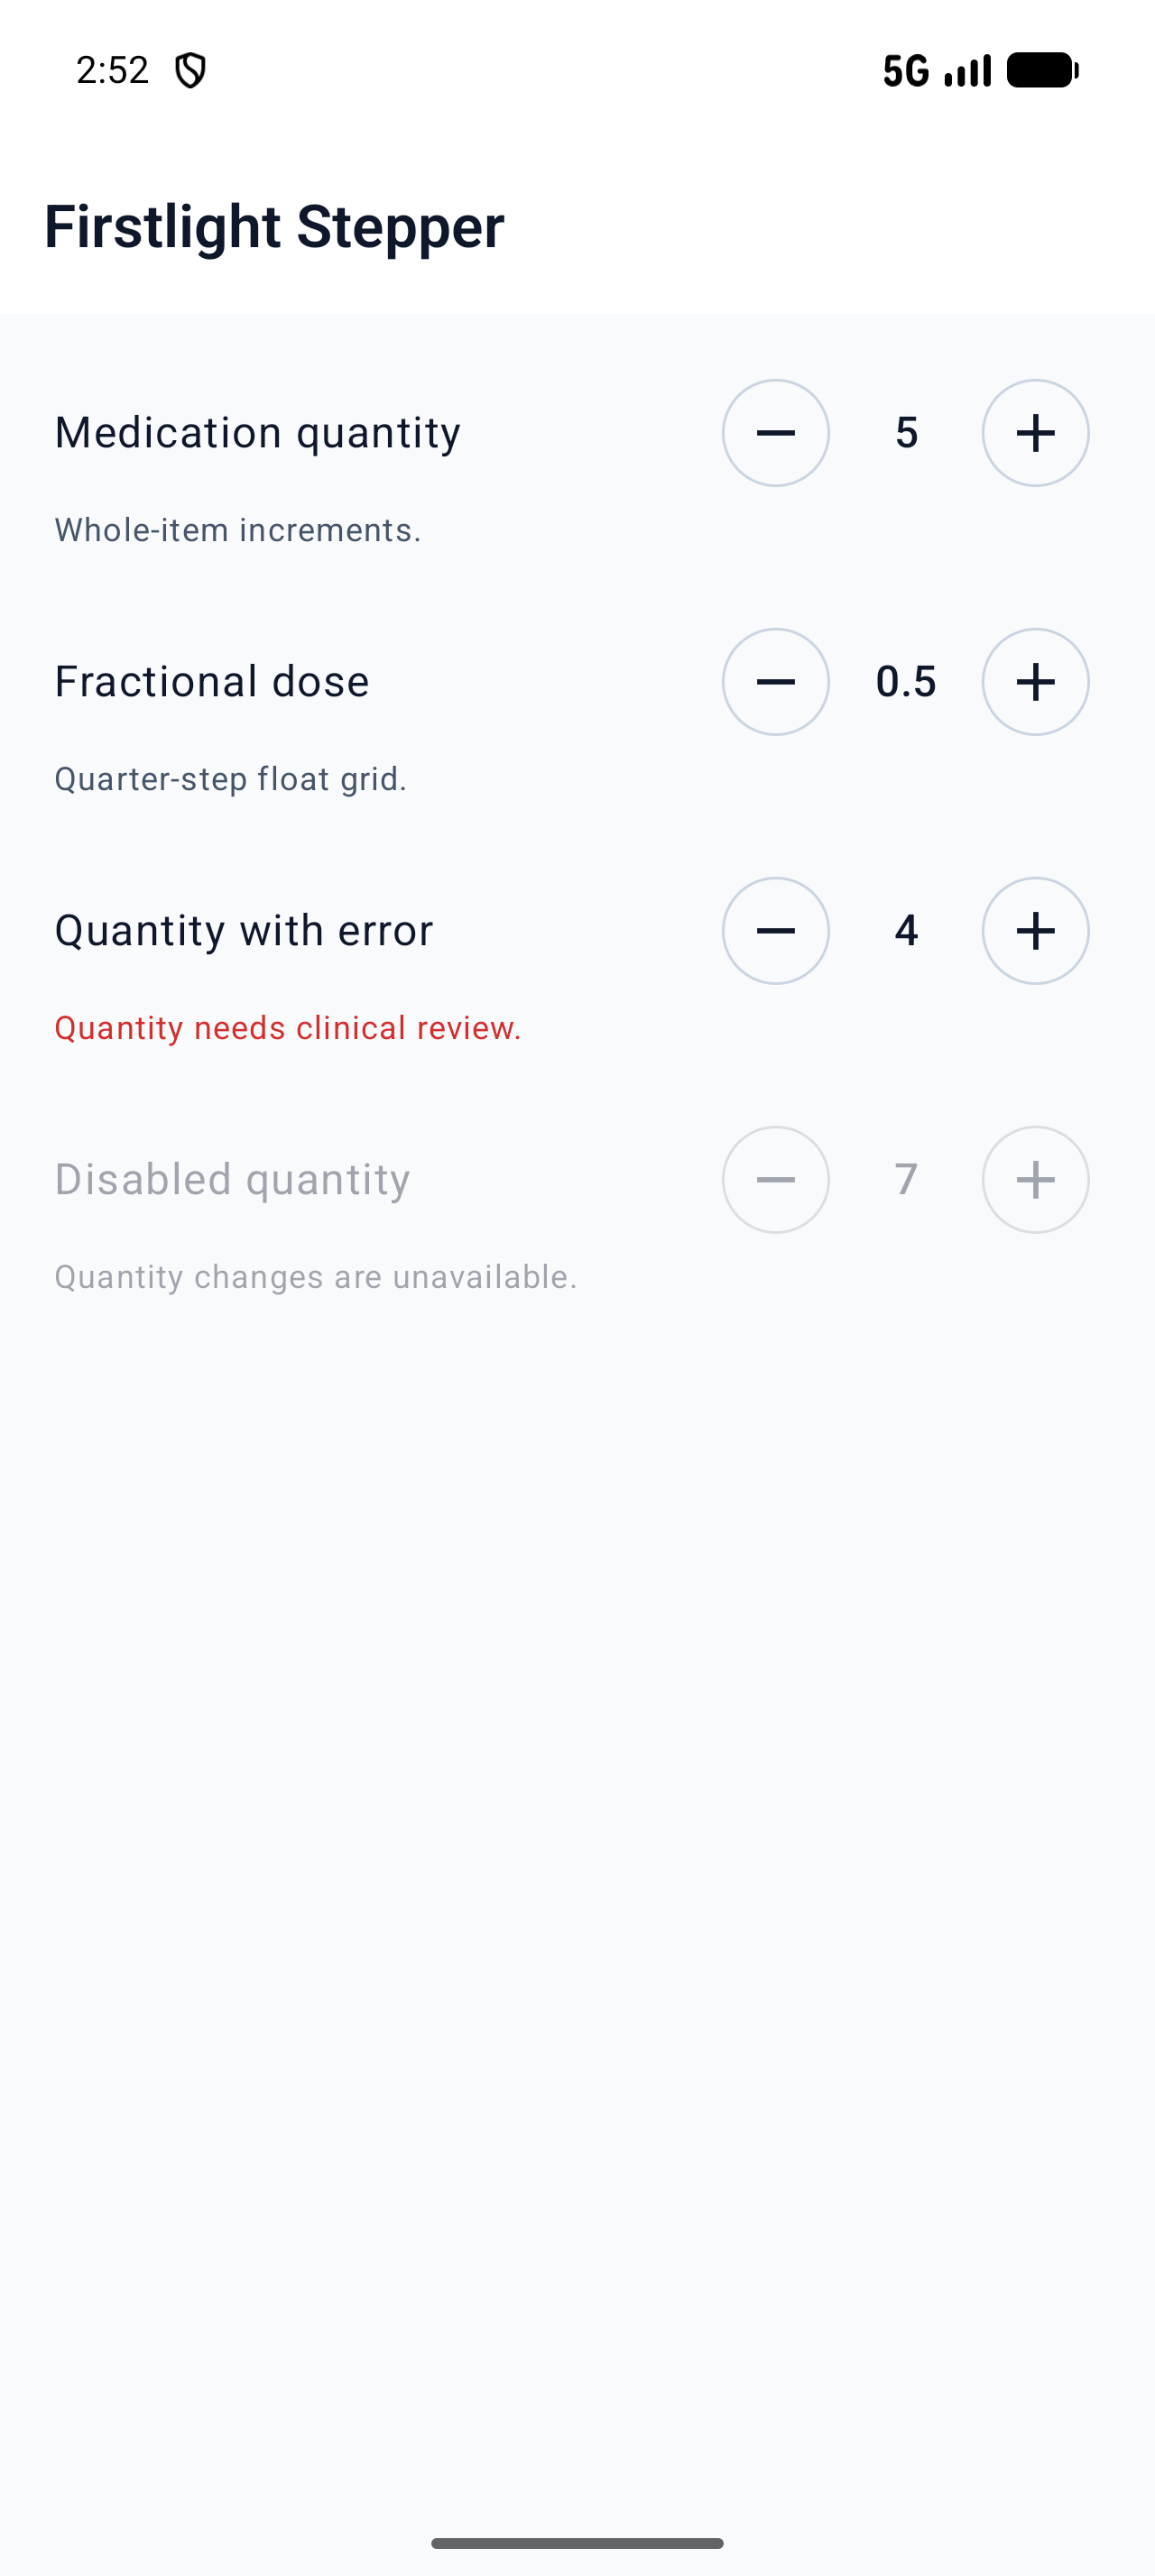 2:52 5G
Firstlight Stepper
Medication quantity 5
Whole-item increments.
Fractional dose 0.5
Quarter-step float grid.
Quantity with error 4
Quantity needs clinical review.
Disabled quantity 7
Quantity changes are unavailable.